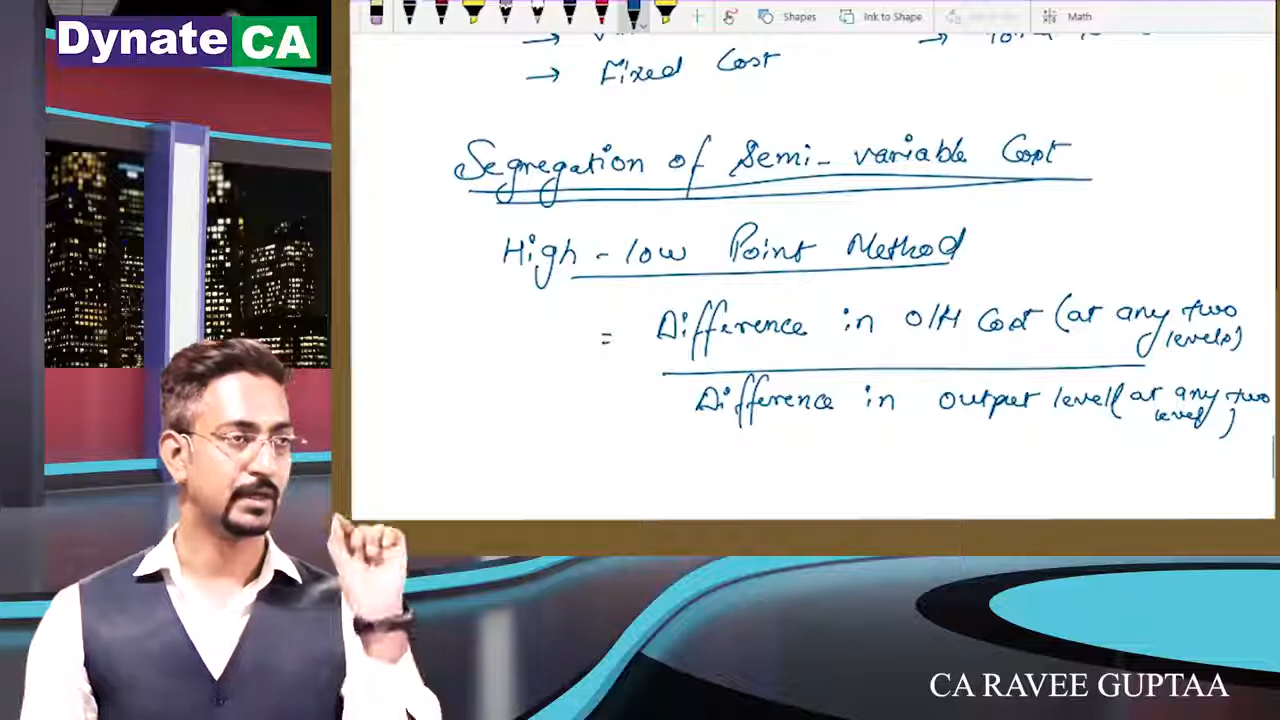 Dynate CA
Shapes
Ink to Shape
Math
→ Fixed Cost
Segregation of Semi-variable Cost
High-low Point Method
= Difference in O/H Cost (at any two levels)
Difference in output level (at any two level)
CA RAVEE GUPTAA